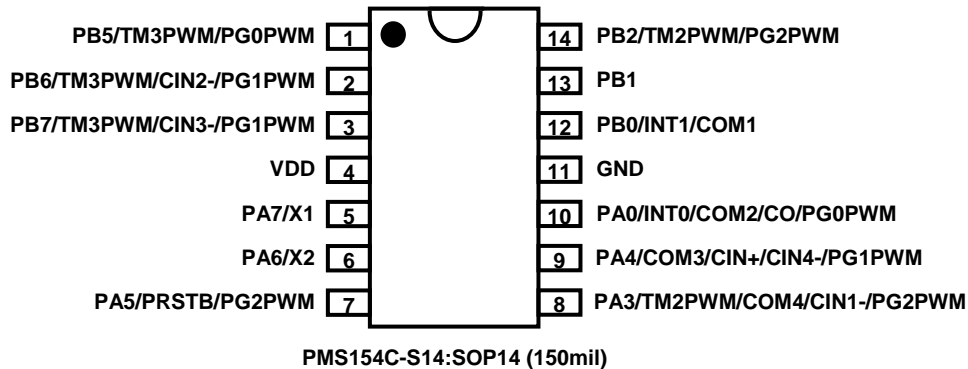 PB5/TM3PWM/PG0PWM 1 14 PB2/TM2PWM/PG2PWM
PB6/TM3PWM/CIN2-/PG1PWM 2 13 PB1
PB7/TM3PWM/CIN3-/PG1PWM 3 12 PB0/INT1/COM1
VDD 4 11 GND
PA7/X1 5 10 PA0/INT0/COM2/CO/PG0PWM
PA6/X2 6 9 PA4/COM3/CIN+/CIN4-/PG1PWM
PA5/PRSTB/PG2PWM 7 8 PA3/TM2PWM/COM4/CIN1-/PG2PWM
PMS154C-S14:SOP14 (150mil)